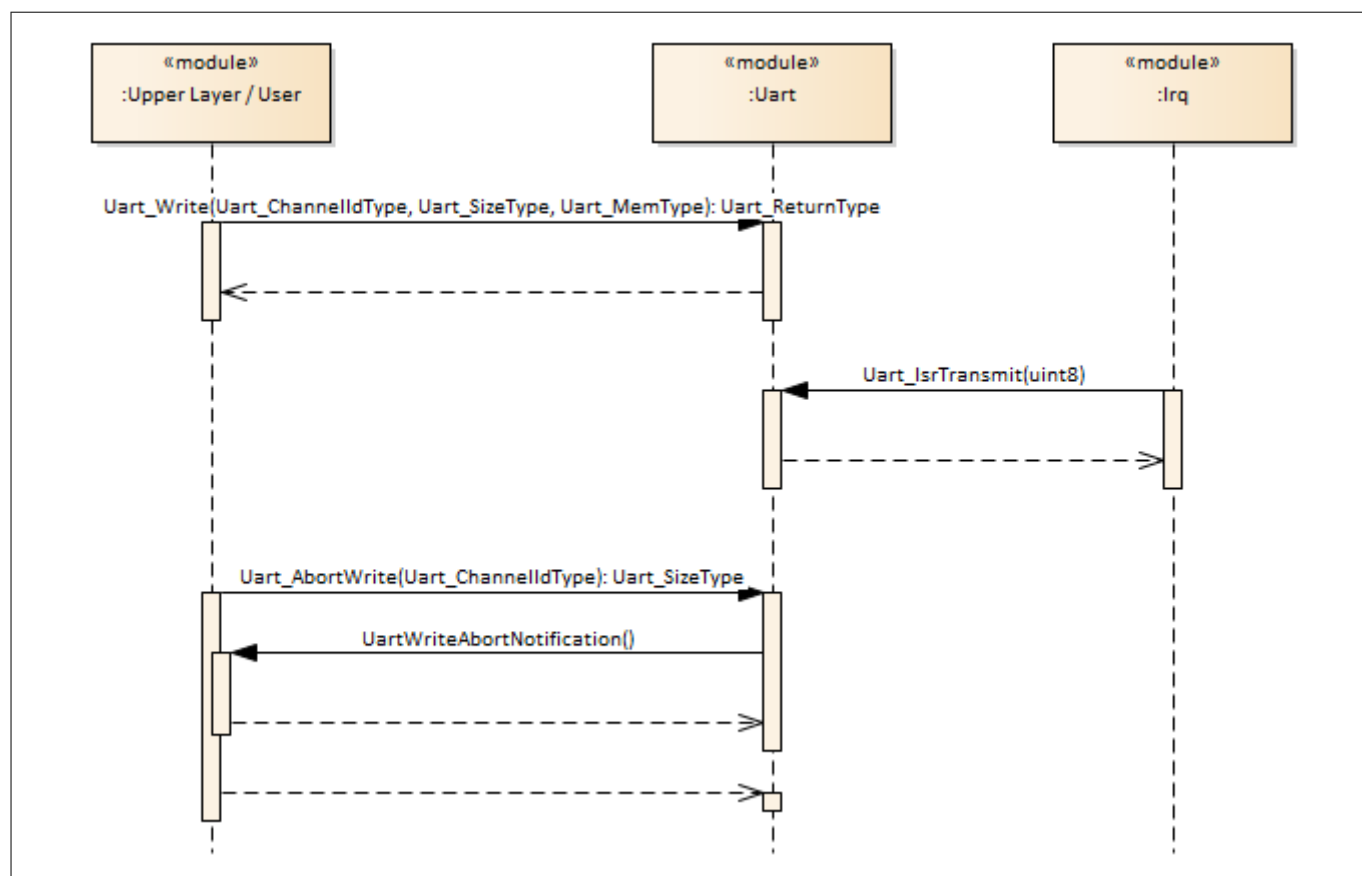 «module»
:Upper Layer / User
«module»
:Uart
«module»
:Irq
Uart_Write(Uart_ChannelIdType, Uart_SizeType, Uart_MemType): Uart_ReturnType
Uart_IsrTransmit(uint8)
Uart_AbortWrite(Uart_ChannelIdType): Uart_SizeType
UartWriteAbortNotification()